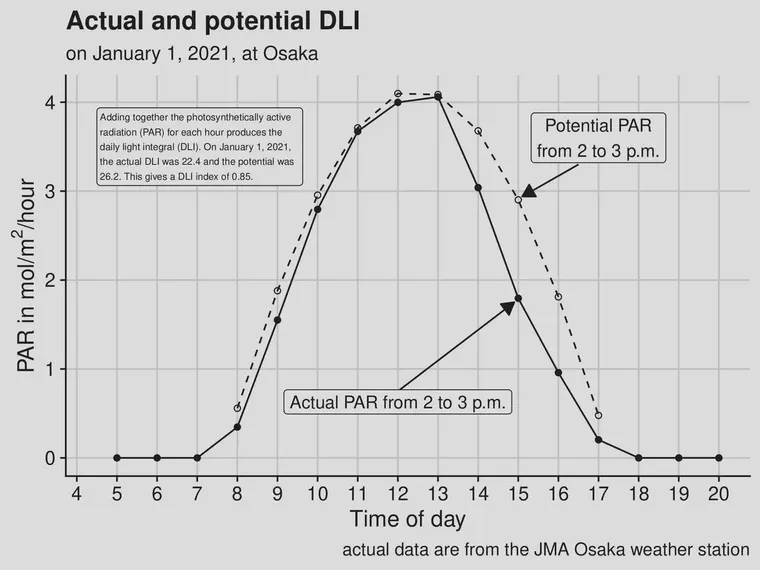 Actual and potential DLI
on January 1, 2021, at Osaka
Adding together the photosynthetically active
radiation (PAR) for each hour produces the
daily light integral (DLI). On January 1, 2021,
the actual DLI was 22.4 and the potential was
26.2. This gives a DLI index of 0.85.
Potential PAR
from 2 to 3 p.m.
Actual PAR from 2 to 3 p.m.
PAR in mol/m²/hour
4
3
2
1
0
4 5 6 7 8 9 10 11 12 13 14 15 16 17 18 19 20
Time of day
actual data are from the JMA Osaka weather station